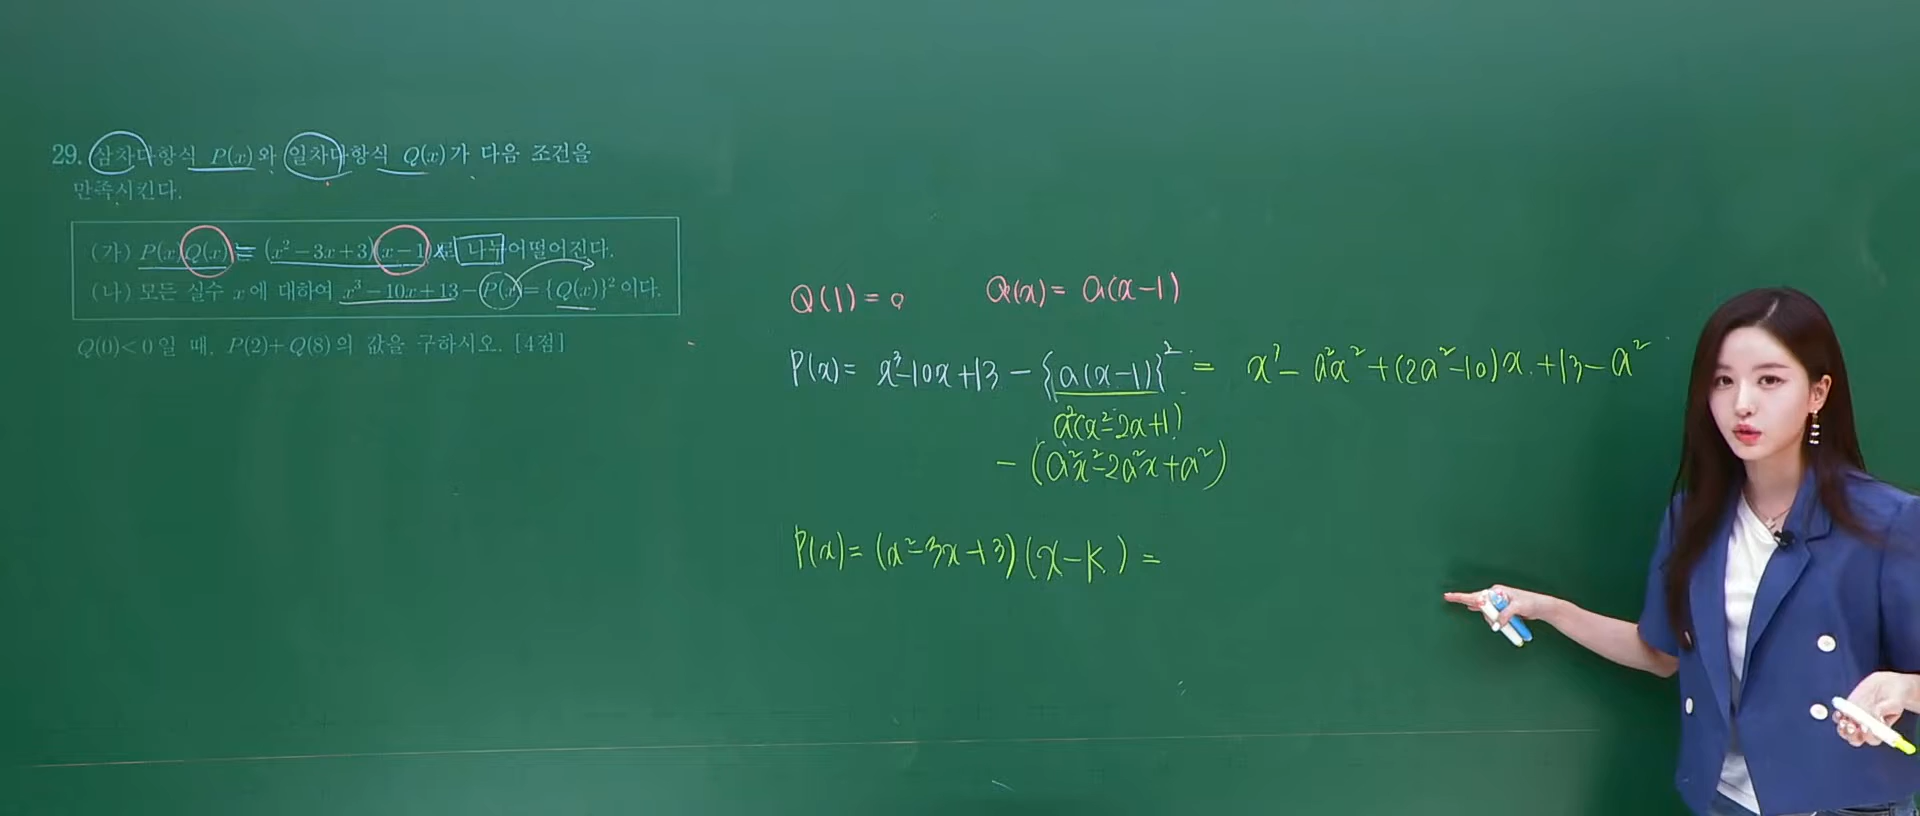 29. 삼차다항식 P(x)와 일차다항식 Q(x)가 다음 조건을
만족시킨다.
(가) P(x)Q(x)는 (x²-3x+3)(x-1)로 나누어떨어진다.
(나) 모든 실수 x에 대하여 x³-10x+13-P(x)={Q(x)}²이다.
Q(0)<0일 때, P(2)+Q(8)의 값을 구하시오. [4점]
Q(1)=0 Q(x)=a(x-1)
P(x)= x³-10x+13-{a(x-1)}² = x³-a²x²+(2a²-10)x+13-a²
a²(x²-2x+1)
-(a²x²-2a²x+a²)
P(x)=(x²-3x+3)(x-k)=